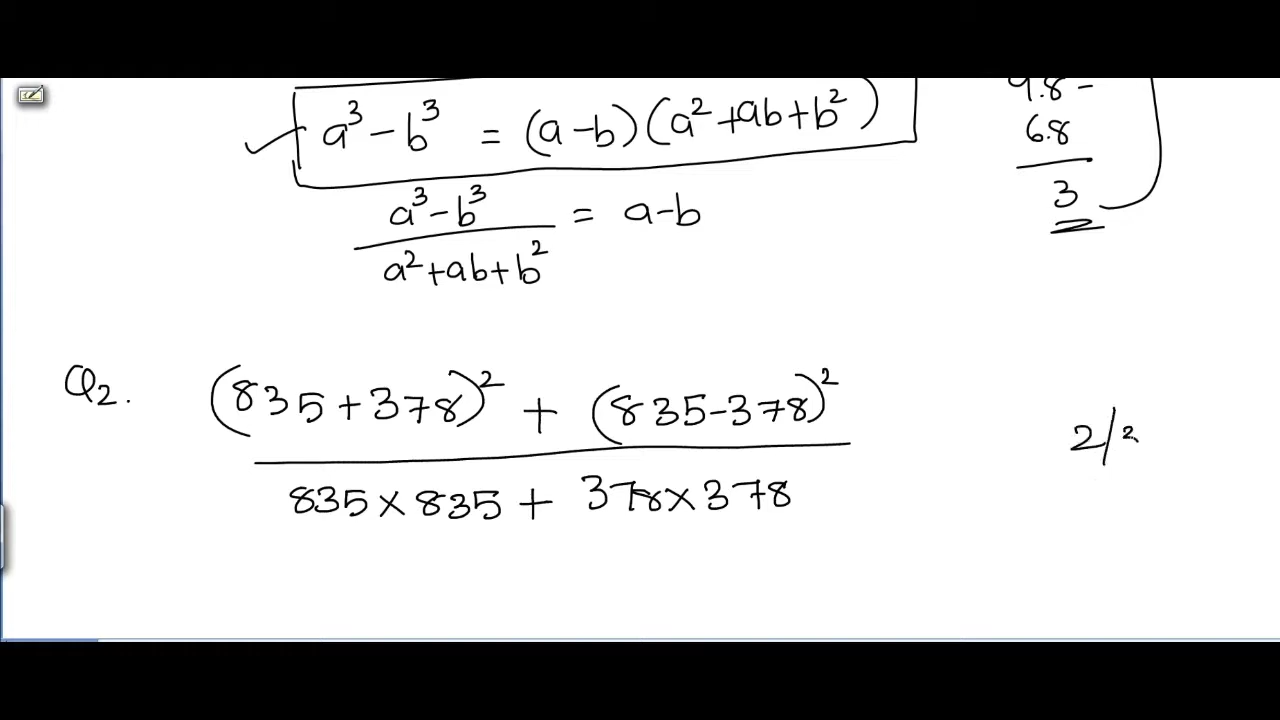 a³ - b³ = (a-b)(a²+ab+b²)
a³-b³
a²+ab+b²
= a-b
9.8 -
6.8
3
Q2. (835+378)² + (835-378)²
835×835 + 378×378
2/2